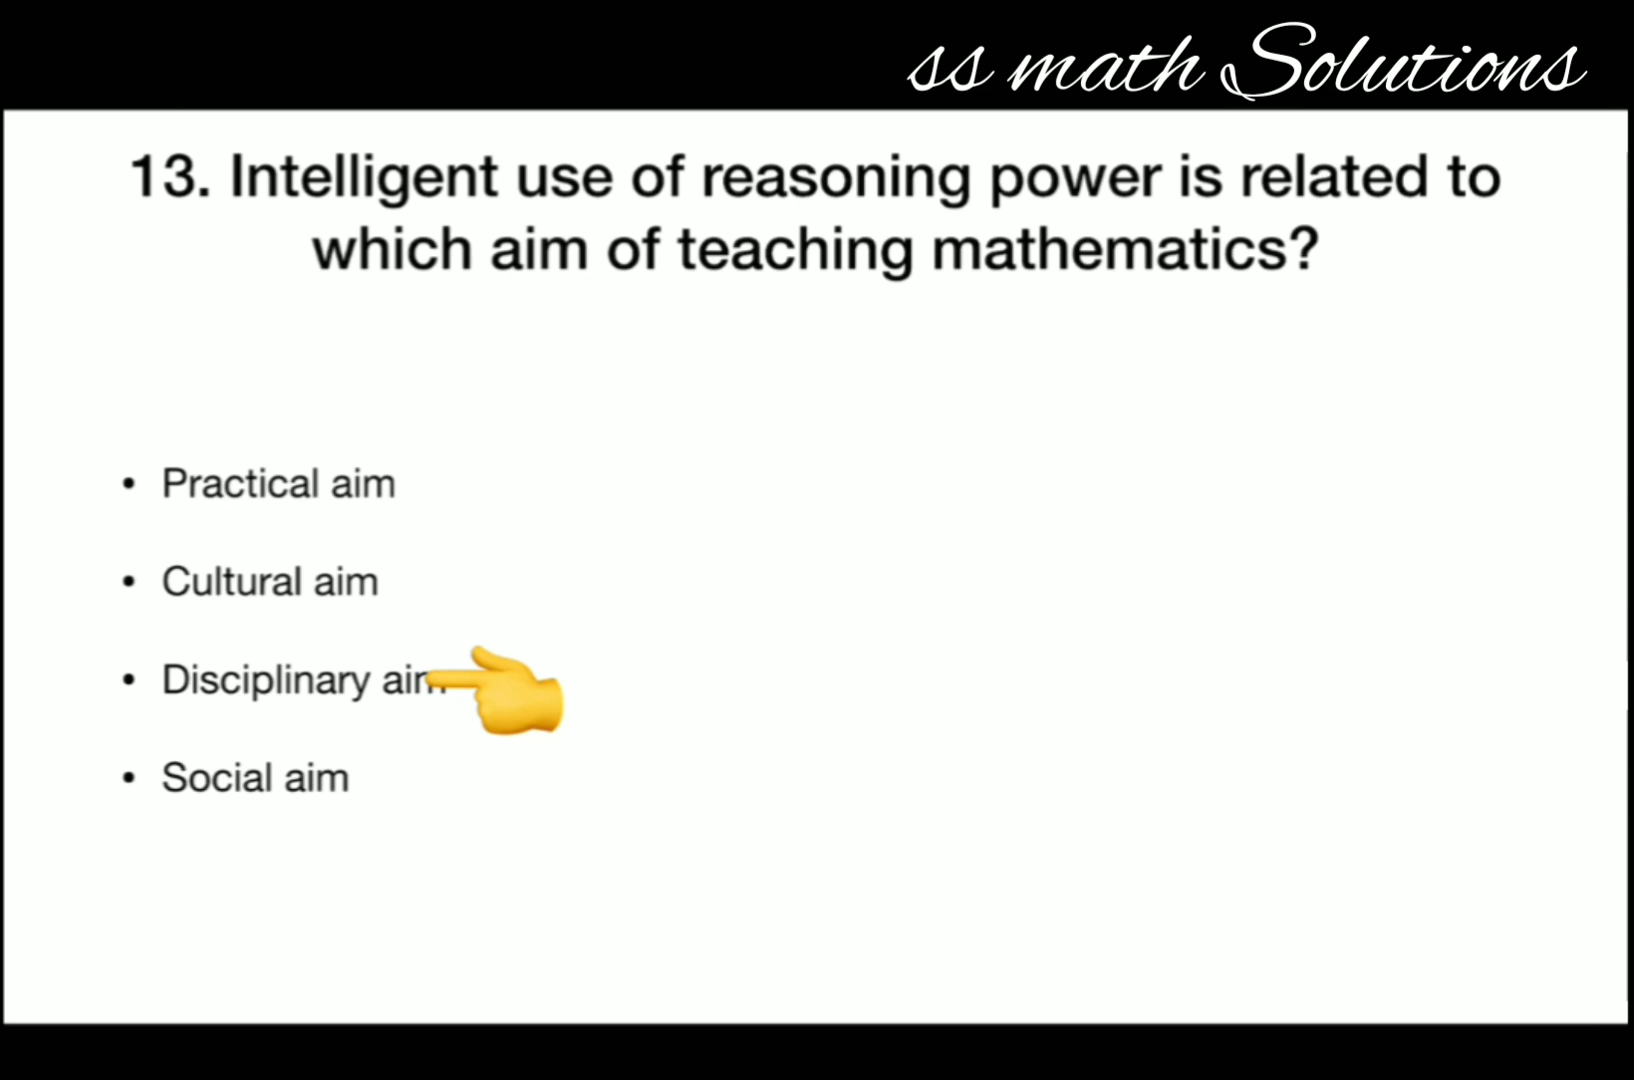 ss math Solutions
13. Intelligent use of reasoning power is related to
which aim of teaching mathematics?
• Practical aim
• Cultural aim
• Disciplinary aim
• Social aim